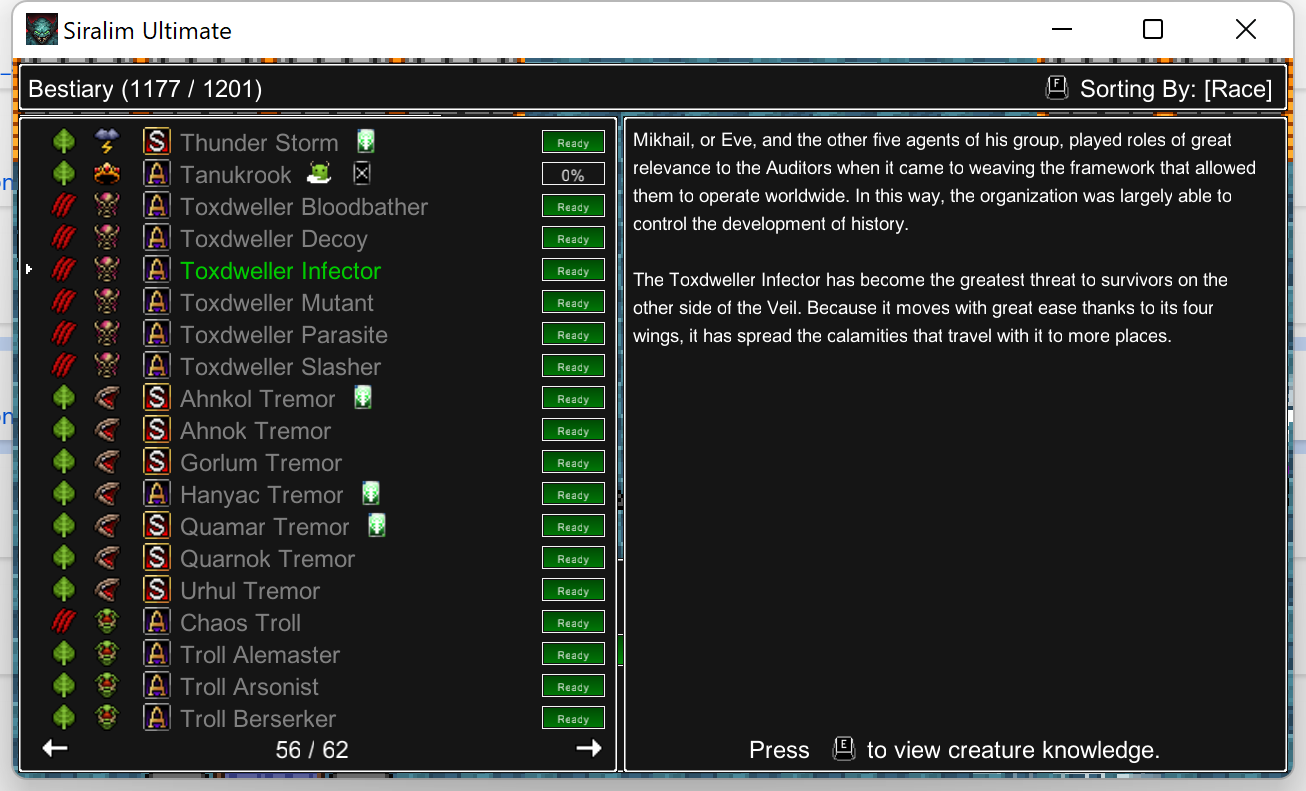 Siralim Ultimate
Bestiary (1177 / 1201)
F Sorting By: [Race]
S Thunder Storm Ready
A Tanukrook 0%
A Toxdweller Bloodbather Ready
A Toxdweller Decoy Ready
A Toxdweller Infector Ready
A Toxdweller Mutant Ready
A Toxdweller Parasite Ready
A Toxdweller Slasher Ready
S Ahnkol Tremor Ready
S Ahnok Tremor Ready
S Gorlum Tremor Ready
A Hanyac Tremor Ready
S Quamar Tremor Ready
S Quarnok Tremor Ready
S Urhul Tremor Ready
A Chaos Troll Ready
A Troll Alemaster Ready
A Troll Arsonist Ready
A Troll Berserker Ready
56 / 62
Mikhail, or Eve, and the other five agents of his group, played roles of great
relevance to the Auditors when it came to weaving the framework that allowed
them to operate worldwide. In this way, the organization was largely able to
control the development of history.
The Toxdweller Infector has become the greatest threat to survivors on the
other side of the Veil. Because it moves with great ease thanks to its four
wings, it has spread the calamities that travel with it to more places.
Press E to view creature knowledge.